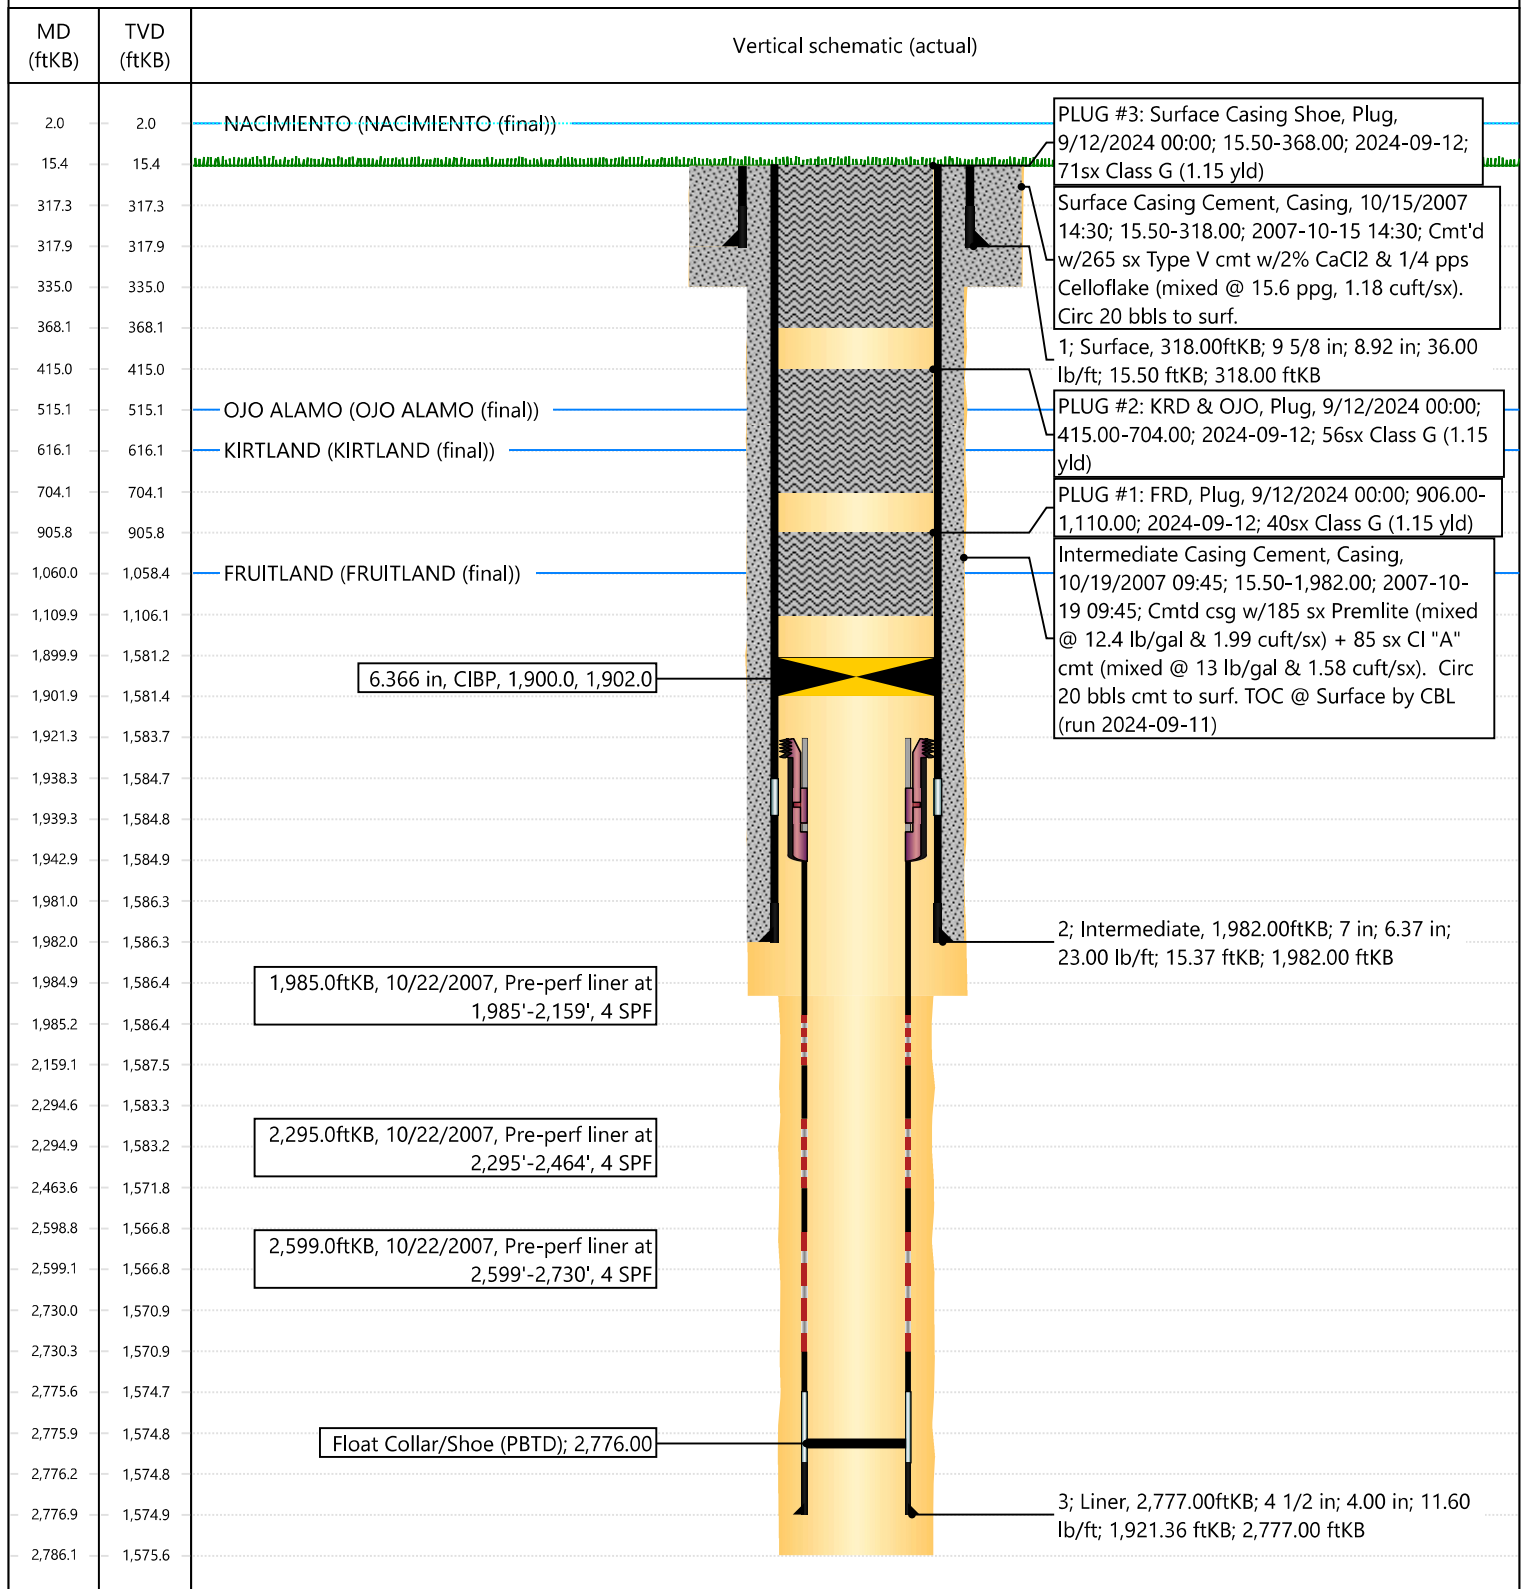 MD
(ftKB)
TVD
(ftKB)
Vertical schematic (actual)
2.0 2.0
15.4 15.4
317.3 317.3
317.9 317.9
335.0 335.0
368.1 368.1
415.0 415.0
515.1 515.1
616.1 616.1
704.1 704.1
905.8 905.8
1,060.0 1,058.4
1,109.9 1,106.1
1,899.9 1,581.2
1,901.9 1,581.4
1,921.3 1,583.7
1,938.3 1,584.7
1,939.3 1,584.8
1,942.9 1,584.9
1,981.0 1,586.3
1,982.0 1,586.3
1,984.9 1,586.4
1,985.2 1,586.4
2,159.1 1,587.5
2,294.6 1,583.3
2,294.9 1,583.2
2,463.6 1,571.8
2,598.8 1,566.8
2,599.1 1,566.8
2,730.0 1,570.9
2,730.3 1,570.9
2,775.6 1,574.7
2,775.9 1,574.8
2,776.2 1,574.8
2,776.9 1,574.9
2,786.1 1,575.6
NACIMIENTO (NACIMIENTO (final))
OJO ALAMO (OJO ALAMO (final))
KIRTLAND (KIRTLAND (final))
FRUITLAND (FRUITLAND (final))
6.366 in, CIBP, 1,900.0, 1,902.0
1,985.0ftKB, 10/22/2007, Pre-perf liner at
1,985'-2,159', 4 SPF
2,295.0ftKB, 10/22/2007, Pre-perf liner at
2,295'-2,464', 4 SPF
2,599.0ftKB, 10/22/2007, Pre-perf liner at
2,599'-2,730', 4 SPF
Float Collar/Shoe (PBTD); 2,776.00
PLUG #3: Surface Casing Shoe, Plug,
9/12/2024 00:00; 15.50-368.00; 2024-09-12;
71sx Class G (1.15 yld)
Surface Casing Cement, Casing, 10/15/2007
14:30; 15.50-318.00; 2007-10-15 14:30; Cmt'd
w/265 sx Type V cmt w/2% CaCl2 & 1/4 pps
Celloflake (mixed @ 15.6 ppg, 1.18 cuft/sx).
Circ 20 bbls to surf.
1; Surface, 318.00ftKB; 9 5/8 in; 8.92 in; 36.00
lb/ft; 15.50 ftKB; 318.00 ftKB
PLUG #2: KRD & OJO, Plug, 9/12/2024 00:00;
415.00-704.00; 2024-09-12; 56sx Class G (1.15
yld)
PLUG #1: FRD, Plug, 9/12/2024 00:00; 906.00-
1,110.00; 2024-09-12; 40sx Class G (1.15 yld)
Intermediate Casing Cement, Casing,
10/19/2007 09:45; 15.50-1,982.00; 2007-10-
19 09:45; Cmtd csg w/185 sx Premlite (mixed
@ 12.4 lb/gal & 1.99 cuft/sx) + 85 sx Cl "A"
cmt (mixed @ 13 lb/gal & 1.58 cuft/sx).  Circ
20 bbls cmt to surf. TOC @ Surface by CBL
(run 2024-09-11)
2; Intermediate, 1,982.00ftKB; 7 in; 6.37 in;
23.00 lb/ft; 15.37 ftKB; 1,982.00 ftKB
3; Liner, 2,777.00ftKB; 4 1/2 in; 4.00 in; 11.60
lb/ft; 1,921.36 ftKB; 2,777.00 ftKB